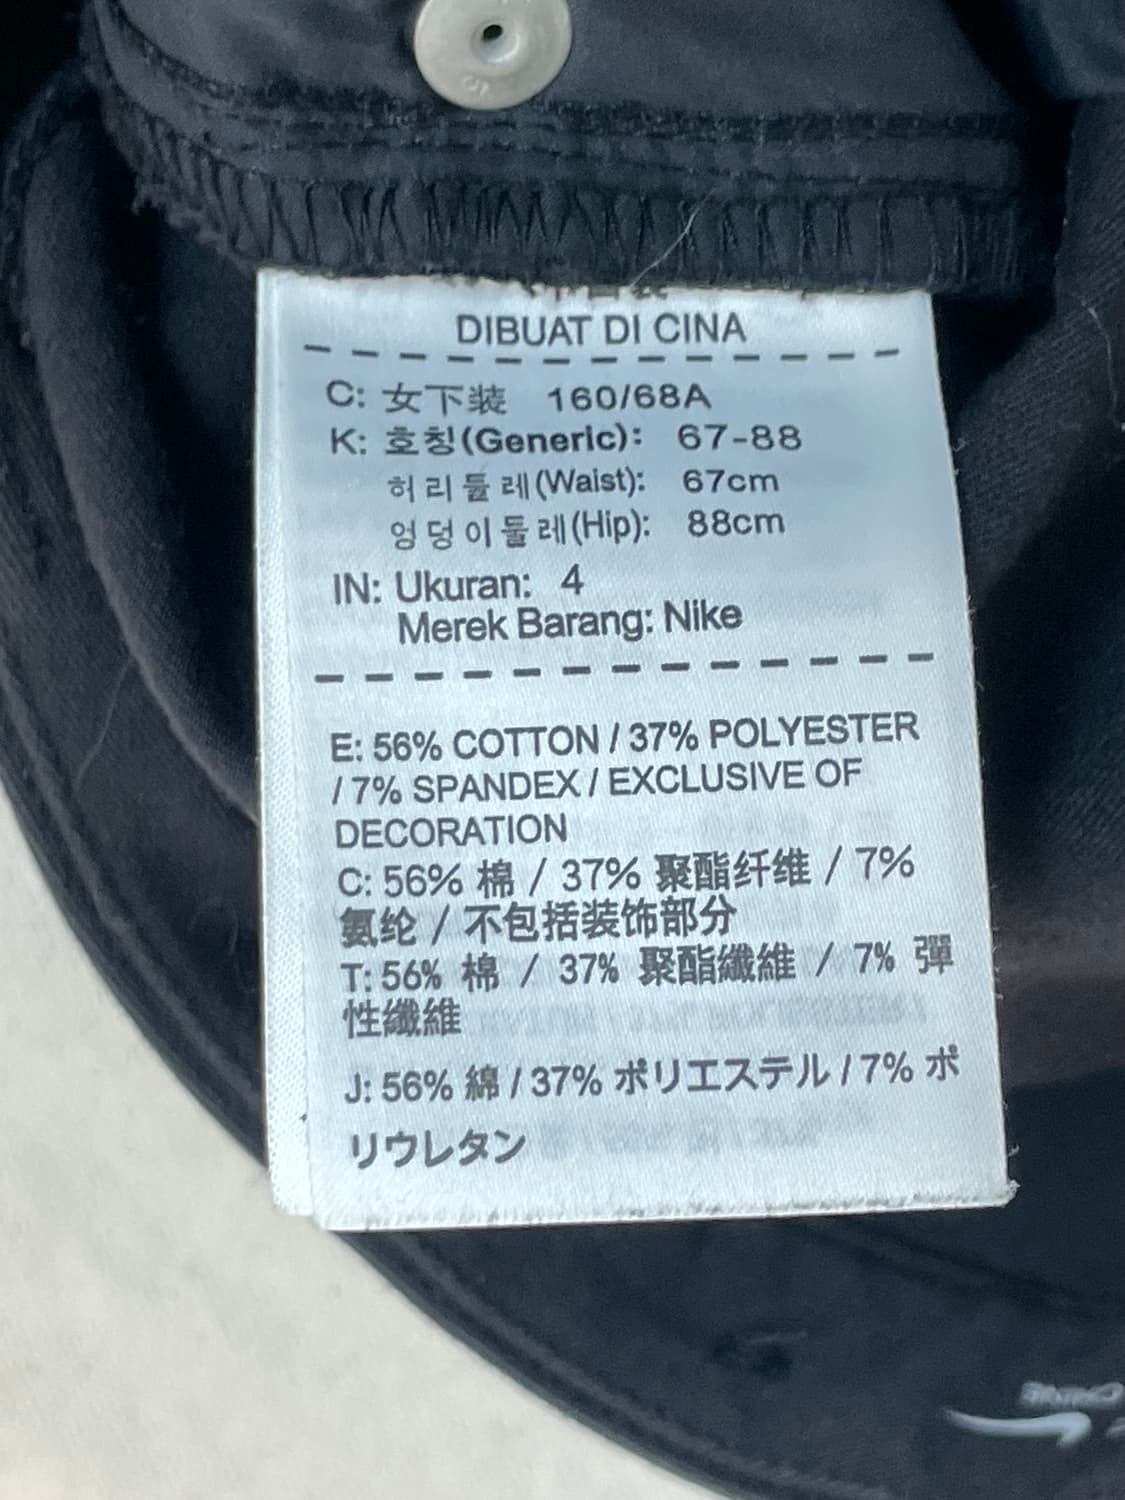 DIBUAT DI CINA
C: 女下装 160/68A
K: 호칭(Generic): 67-88
허리둘레(Waist): 67cm
엉덩이둘레(Hip): 88cm
IN: Ukuran: 4
Merek Barang: Nike
E: 56% COTTON / 37% POLYESTER
/ 7% SPANDEX / EXCLUSIVE OF
DECORATION
C: 56% 棉 / 37% 聚酯纤维 / 7%
氨纶 / 不包括装饰部分
T: 56% 棉 / 37% 聚酯纖維 / 7% 彈
性纖維
J: 56% 綿 / 37% ポリエステル / 7% ポ
リウレタン